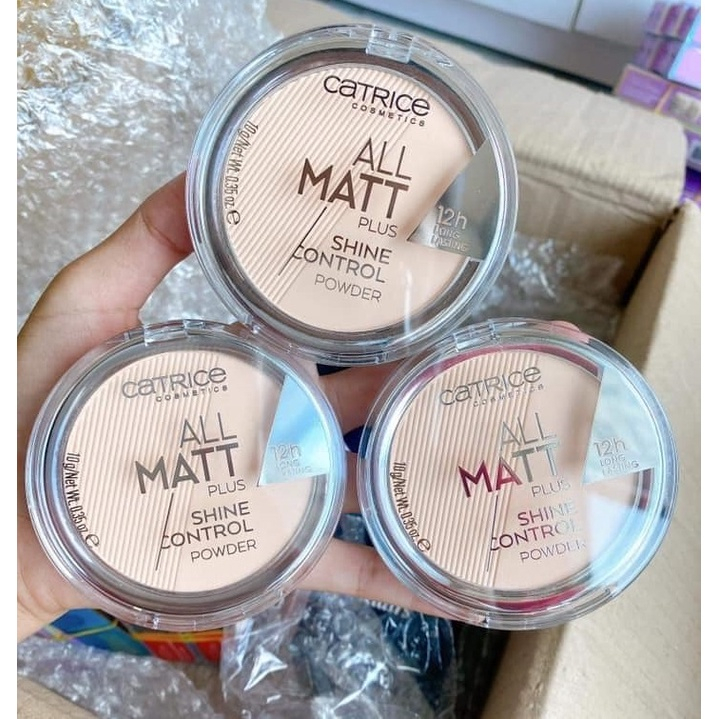 CATRICE
COSMETICS
ALL
MATT
PLUS
SHINE
CONTROL
POWDER
12h
LONG
LASTING
10g/Net Wt. 0.35 oz. e
CATRICE
COSMETICS
ALL
MATT
PLUS
SHINE
CONTROL
POWDER
12h
LONG
LASTING
10g/Net Wt. 0.35 oz. e
CATRICE
COSMETICS
ALL
MATT
PLUS
SHINE
CONTROL
POWDER
12h
LONG
LASTING
10g/Net Wt. 0.35 oz. e